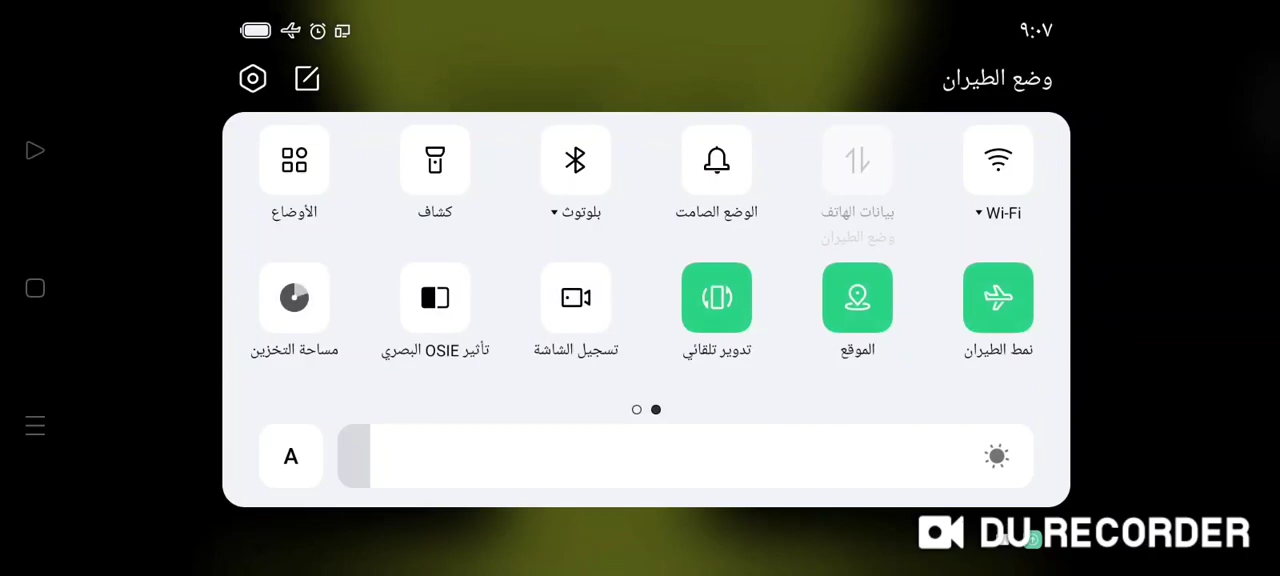 ٩:٠٧
وضع الطيران
Wi-Fi
بيانات الهاتف
وضع الطيران
الوضع الصامت
بلوتوث
كشاف
الأوضاع
نمط الطيران
الموقع
تدوير تلقائي
تسجيل الشاشة
تأثير OSIE البصري
مساحة التخزين
A
DU RECORDER